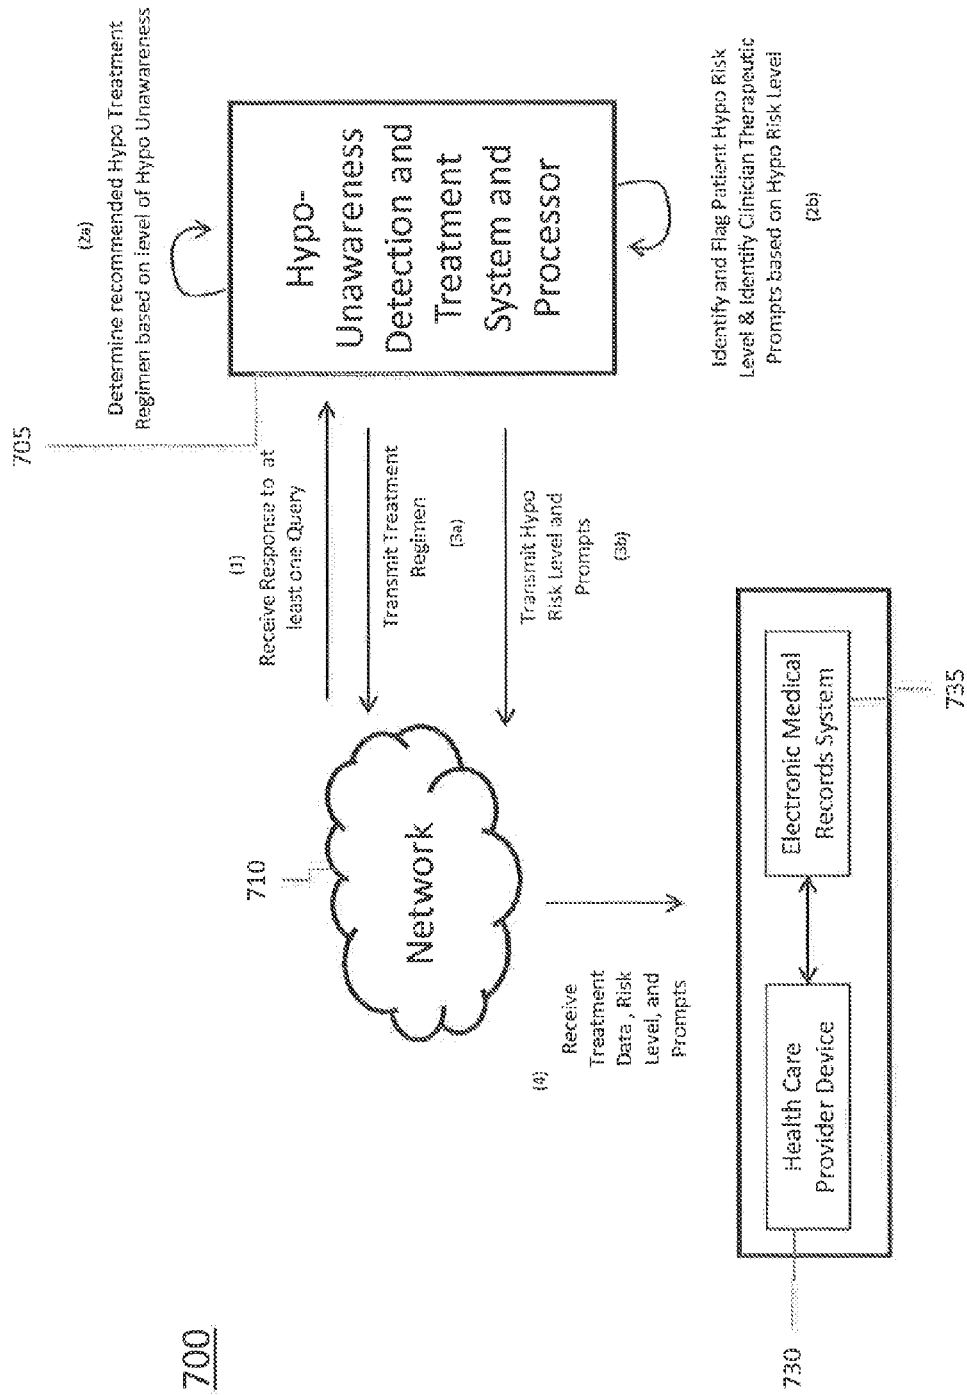 700
705
(2a)
Determine recommended Hypo Treatment
Regimen based on level of Hypo Unawareness
Hypo-
Unawareness
Detection and
Treatment
System and
Processor
(1)
Receive Response to at
least one Query
Transmit Treatment
Regimen
(3a)
Transmit Hypo
Risk Level and
Prompts
(3b)
Identify and Flag Patient Hypo Risk
Level & Identify Clinician Therapeutic
Prompts based on Hypo Risk Level
(2b)
710
Network
(4)
Receive
Treatment
Data , Risk
Level, and
Prompts
Health Care
Provider Device
Electronic Medical
Records System
730
735